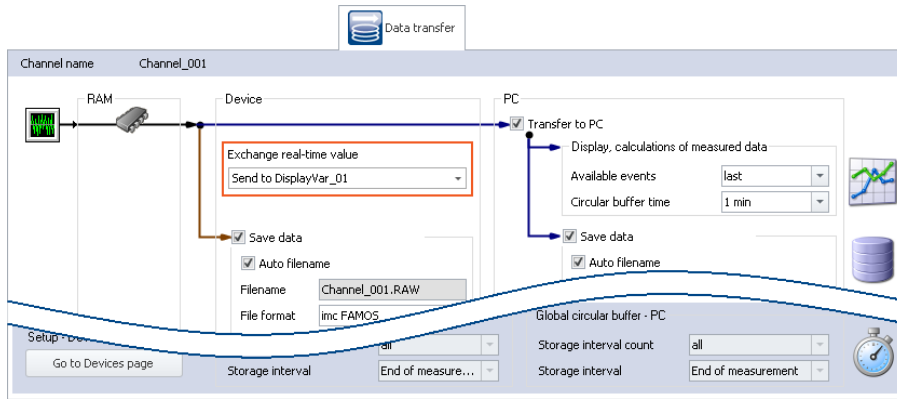 Data transfer
Channel name Channel_001
RAM Device PC
Transfer to PC
Exchange real-time value
Send to DisplayVar_01
Display, calculations of measured data
Available events last
Circular buffer time 1 min
Save data
Auto filename
Filename Channel_001.RAW
File format imc FAMOS
Save data
Auto filename
Global circular buffer - PC
Setup -
Go to Devices page
all
Storage interval End of measure...
Storage interval count all
Storage interval End of measurement